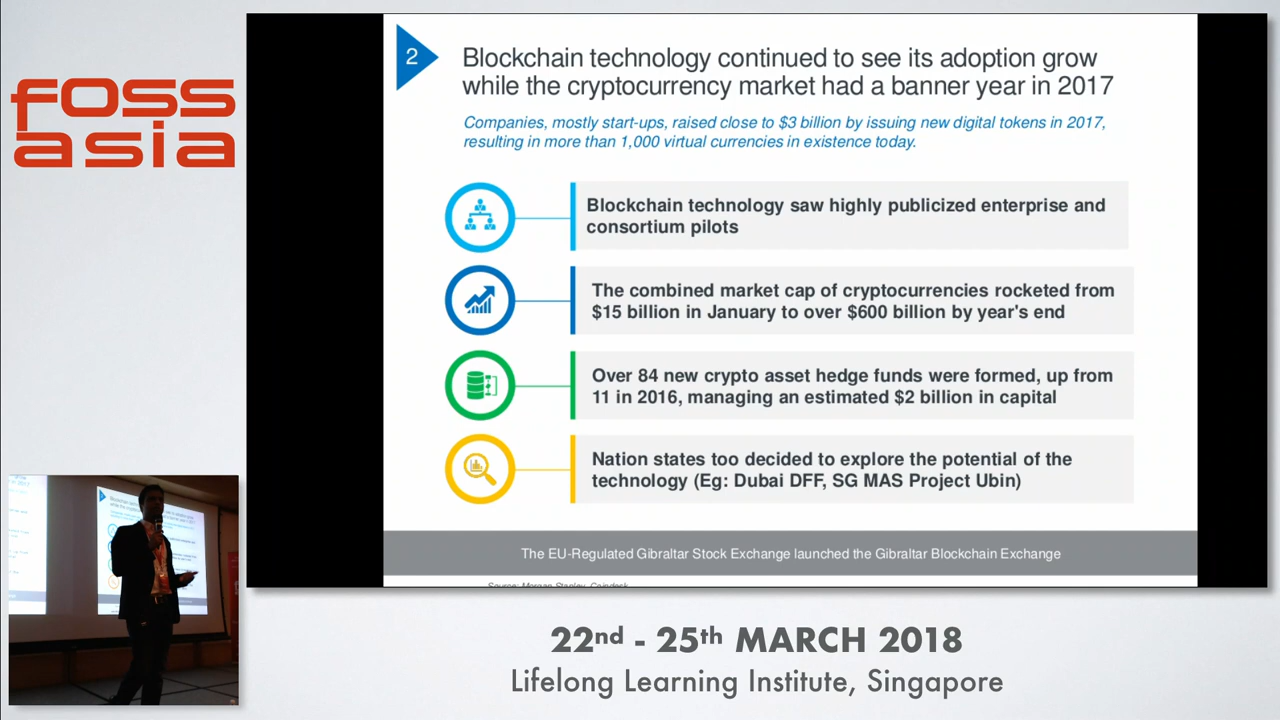 foss
asia
2
Blockchain technology continued to see its adoption grow
while the cryptocurrency market had a banner year in 2017
Companies, mostly start-ups, raised close to $3 billion by issuing new digital tokens in 2017,
resulting in more than 1,000 virtual currencies in existence today.
Blockchain technology saw highly publicized enterprise and
consortium pilots
The combined market cap of cryptocurrencies rocketed from
$15 billion in January to over $600 billion by year's end
Over 84 new crypto asset hedge funds were formed, up from
11 in 2016, managing an estimated $2 billion in capital
Nation states too decided to explore the potential of the
technology (Eg: Dubai DFF, SG MAS Project Ubin)
The EU-Regulated Gibraltar Stock Exchange launched the Gibraltar Blockchain Exchange
Source: Morgan Stanley, Coindesk
22nd - 25th MARCH 2018
Lifelong Learning Institute, Singapore